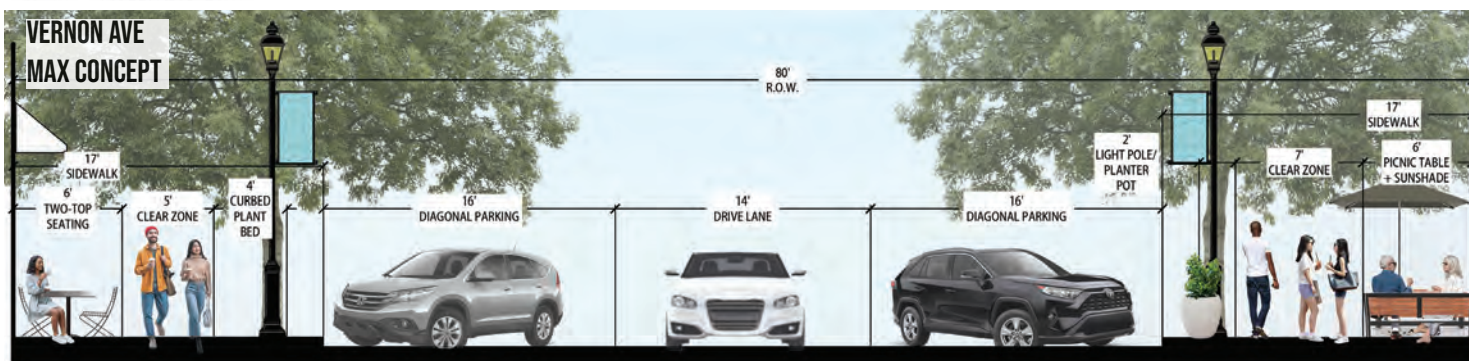 VERNON AVE
MAX CONCEPT
80'
R.O.W.
17'
SIDEWALK
17'
SIDEWALK
2'
LIGHT POLE/
PLANTER
POT
7'
CLEAR ZONE
6'
PICNIC TABLE
+ SUNSHADE
6'
TWO-TOP
SEATING
5'
CLEAR ZONE
4'
CURBED
PLANT
BED
16'
DIAGONAL PARKING
14'
DRIVE LANE
16'
DIAGONAL PARKING